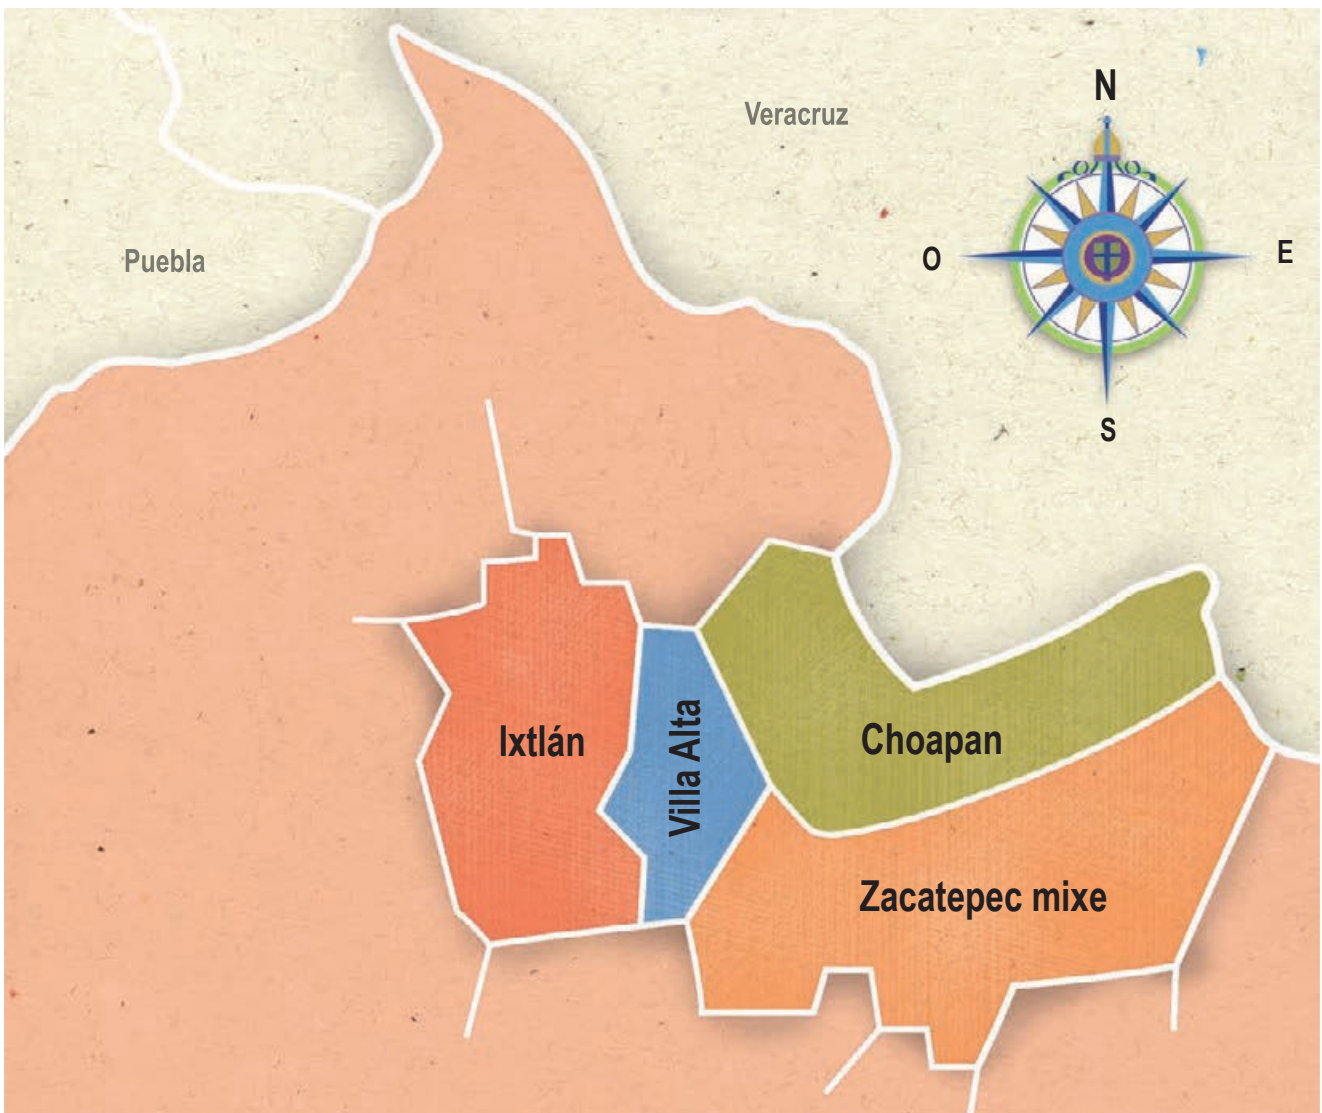 N
Veracruz
Puebla
O
E
S
Ixtlán
Villa Alta
Choapan
Zacatepec mixe